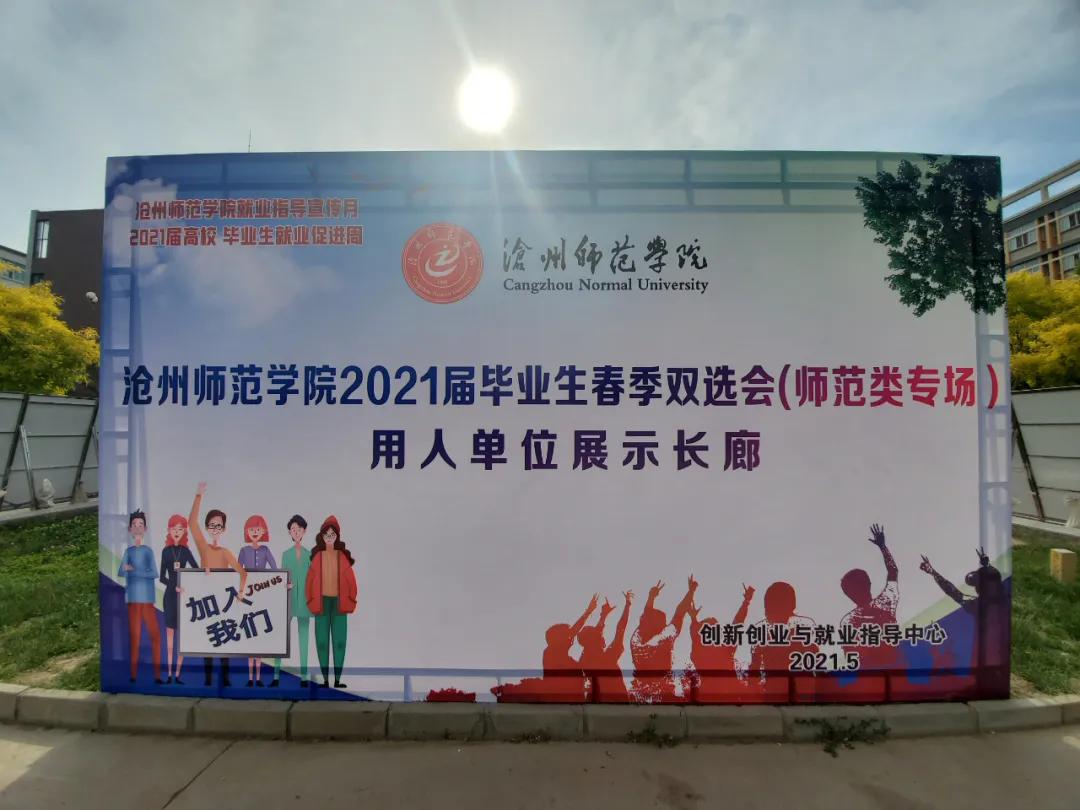 沧州师范学院就业指导宣传月
2021届高校 毕业生就业促进周
滄州师范學院
Cangzhou Normal University
沧州师范学院2021届毕业生春季双选会(师范类专场)
用人单位展示长廊
JOIN US
加入
我们
创新创业与就业指导中心
2021.5